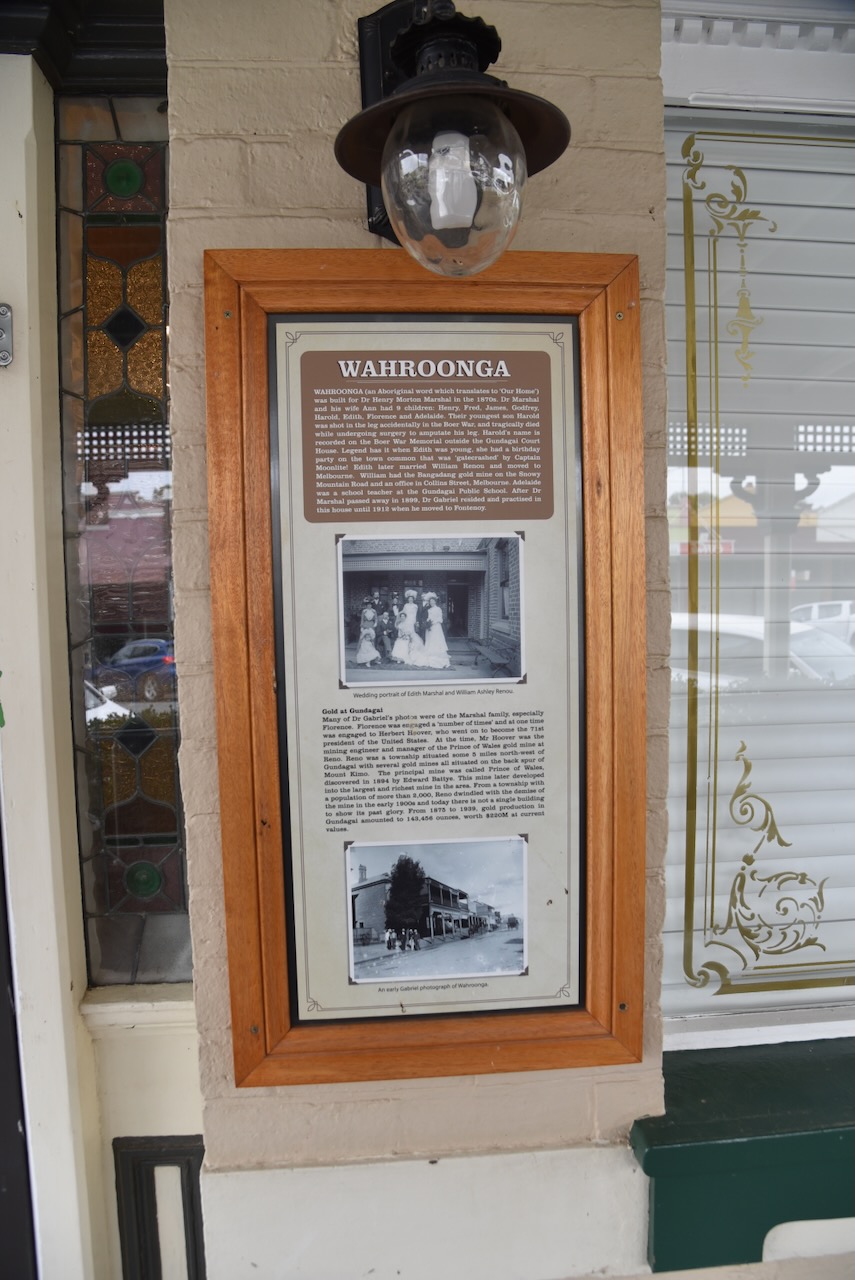 WAHROONGA
WAHROONGA (an Aboriginal word which translates to 'Our Home')
was built for Dr Henry Morton Marshal in the 1870s. Dr Marshal
and his wife Ann had 9 children: Henry, Fred, James, Godfrey,
Harold, Edith, Florence and Adelaide. Their youngest son Harold
was shot in the leg accidentally in the Boer War, and tragically died
while undergoing surgery to amputate his leg. Harold's name is
recorded on the Boer War Memorial outside the Gundagai Court
House. Legend has it when Edith was young, she had a birthday
party on the town common that was 'gatecrashed' by Captain
Moonlite! Edith later married William Renou and moved to
Melbourne. William had the Bangadang gold mine on the Snowy
Mountain Road and an office in Collins Street, Melbourne. Adelaide
was a school teacher at the Gundagai Public School. After Dr
Marshal passed away in 1899, Dr Gabriel resided and practised in
this house until 1912 when he moved to Fontenoy.
Wedding portrait of Edith Marshal and William Ashley Renou.
Gold at Gundagai
Many of Dr Gabriel's photos were of the Marshal family, especially
Florence. Florence was engaged a 'number of times' and at one time
was engaged to Herbert Hoover, who went on to become the 71st
president of the United States. At the time, Mr Hoover was the
mining engineer and manager of the Prince of Wales gold mine at
Reno. Reno was a township situated some 5 miles north-west of
Gundagai with several gold mines all situated on the back spur of
Mount Kimo. The principal mine was called Prince of Wales,
discovered in 1894 by Edward Battye. This mine later developed
into the largest and richest mine in the area. From a township with
a population of more than 2,000, Reno dwindled with the demise of
the mine in the early 1900s and today there is not a single building
to show its past glory. From 1875 to 1929, gold production in
Gundagai amounted to 143,456 ounces, worth $220M at current
values.
An early Gabriel photograph of Wahroonga.